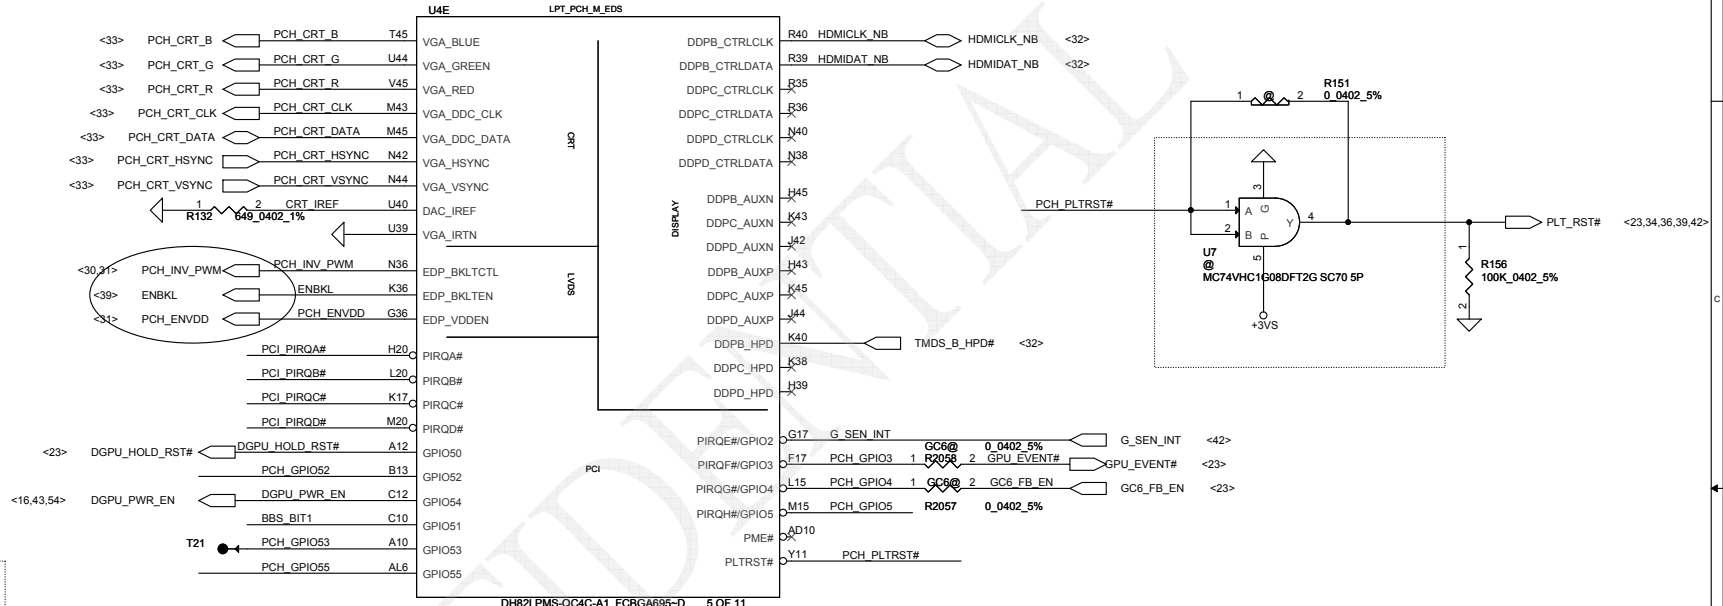 U4E
LPT_PCH_M_EDS
<33> PCH_CRT_B PCH_CRT_B T45 VGA_BLUE
<33> PCH_CRT_G PCH_CRT_G U44 VGA_GREEN
<33> PCH_CRT_R PCH_CRT_R V45 VGA_RED
<33> PCH_CRT_CLK PCH_CRT_CLK M43 VGA_DDC_CLK
<33> PCH_CRT_DATA PCH_CRT_DATA M45 VGA_DDC_DATA
<33> PCH_CRT_HSYNC PCH_CRT_HSYNC N42 VGA_HSYNC
<33> PCH_CRT_VSYNC PCH_CRT_VSYNC N44 VGA_VSYNC
1 2 CRT_IREF U40 DAC_IREF
R132 649_0402_1%
U39 VGA_IRTN
<30,31> PCH_INV_PWM PCH_INV_PWM N36 EDP_BKLTCTL
<39> ENBKL ENBKL K36 EDP_BKLTEN
<31> PCH_ENVDD PCH_ENVDD G36 EDP_VDDEN
PCI_PIRQA# H20 PIRQA#
PCI_PIRQB# L20 PIRQB#
PCI_PIRQC# K17 PIRQC#
PCI_PIRQD# M20 PIRQD#
<23> DGPU_HOLD_RST# DGPU_HOLD_RST# A12 GPIO50
PCH_GPIO52 B13 GPIO52
<16,43,54> DGPU_PWR_EN DGPU_PWR_EN C12 GPIO54
BBS_BIT1 C10 GPIO51
T21 PCH_GPIO53 A10 GPIO53
PCH_GPIO55 AL6 GPIO55
CRT
DISPLAY
LVDS
PCI
DDPB_CTRLCLK R40 HDMICLK_NB HDMICLK_NB <32>
DDPB_CTRLDATA R39 HDMIDAT_NB HDMIDAT_NB <32>
DDPC_CTRLCLK R35
DDPC_CTRLDATA R36
DDPD_CTRLCLK N40
DDPD_CTRLDATA N38
DDPB_AUXN H45
DDPC_AUXN K43
DDPD_AUXN J42
DDPB_AUXP H43
DDPC_AUXP K45
DDPD_AUXP J44
DDPB_HPD K40 TMDS_B_HPD# <32>
DDPC_HPD K38
DDPD_HPD H39
PIRQE#/GPIO2 G17 G_SEN_INT G_SEN_INT <42>
GC6@ 0_0402_5%
PIRQF#/GPIO3 F17 PCH_GPIO3 1 R2058 2 GPU_EVENT# GPU_EVENT# <23>
PIRQG#/GPIO4 L15 PCH_GPIO4 1 GC6@ 2 GC6_FB_EN GC6_FB_EN <23>
PIRQH#/GPIO5 M15 PCH_GPIO5 R2057 0_0402_5%
PME# AD10
PLTRST# Y11 PCH_PLTRST#
DH82LPMS-QC4C-A1_FCBGA695~D 5 OF 11
R151
1 @ 2 0_0402_5%
PCH_PLTRST#
1 A G 3
2 B P 5
Y 4
U7
@
MC74VHC1G08DFT2G SC70 5P
+3VS
PLT_RST# <23,34,36,39,42>
1
R156
100K_0402_5%
2
C